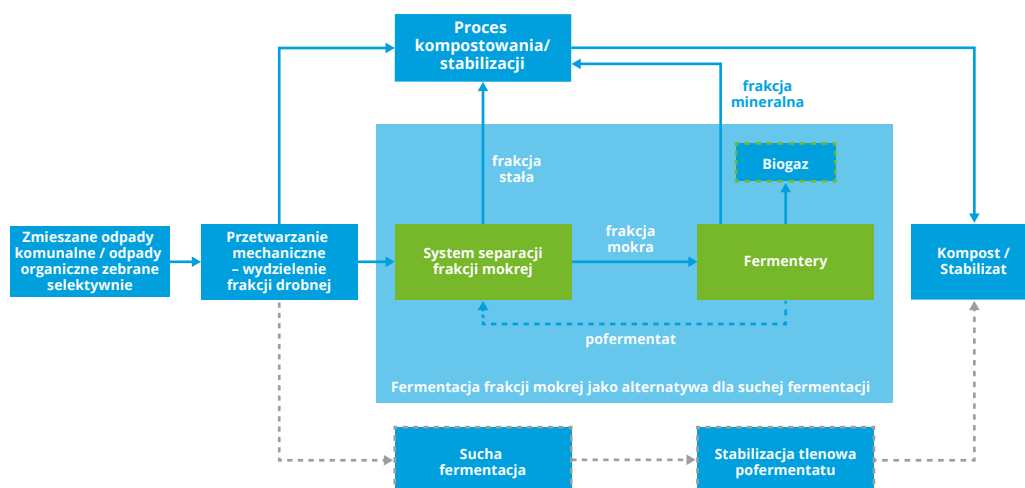 Proces
kompostowania/
stabilizacji
frakcja
mineralna
frakcja
stała
Biogaz
Zmieszane odpady
komunalne / odpady
organiczne zebrane
selektywnie
Przetwarzanie
mechaniczne
– wydzielenie
frakcji drobnej
System separacji
frakcji mokrej
frakcja
mokra
Fermentery
Kompost /
Stabilizat
pofermentat
Fermentacja frakcji mokrej jako alternatywa dla suchej fermentacji
Sucha
fermentacja
Stabilizacja tlenowa
pofermentatu